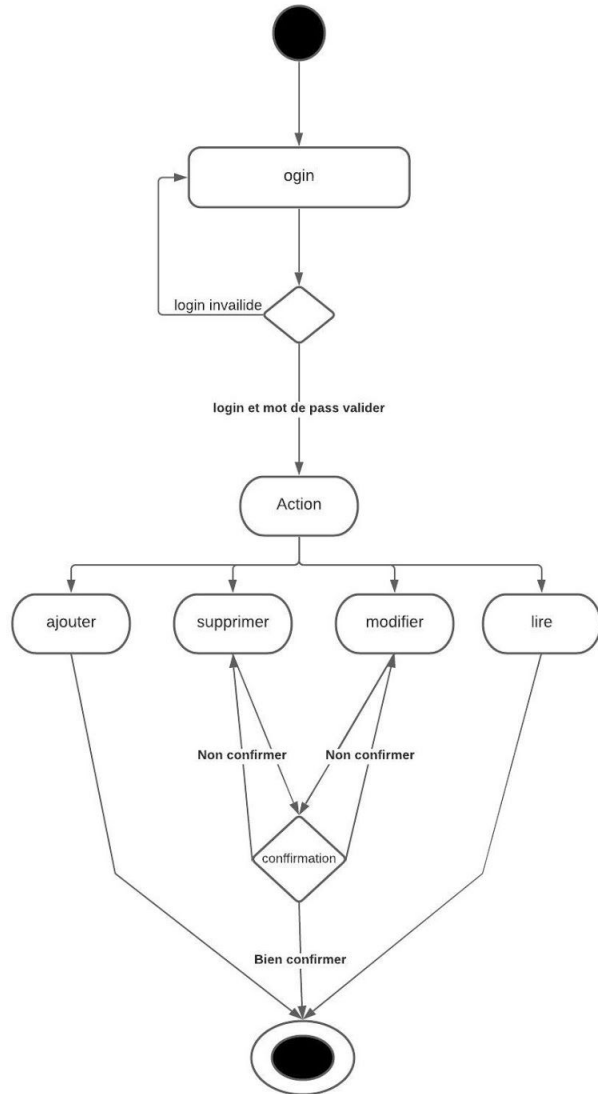 ogin
login invailide
login et mot de pass valider
Action
ajouter
supprimer
modifier
lire
Non confirmer
Non confirmer
conffirmation
Bien confirmer